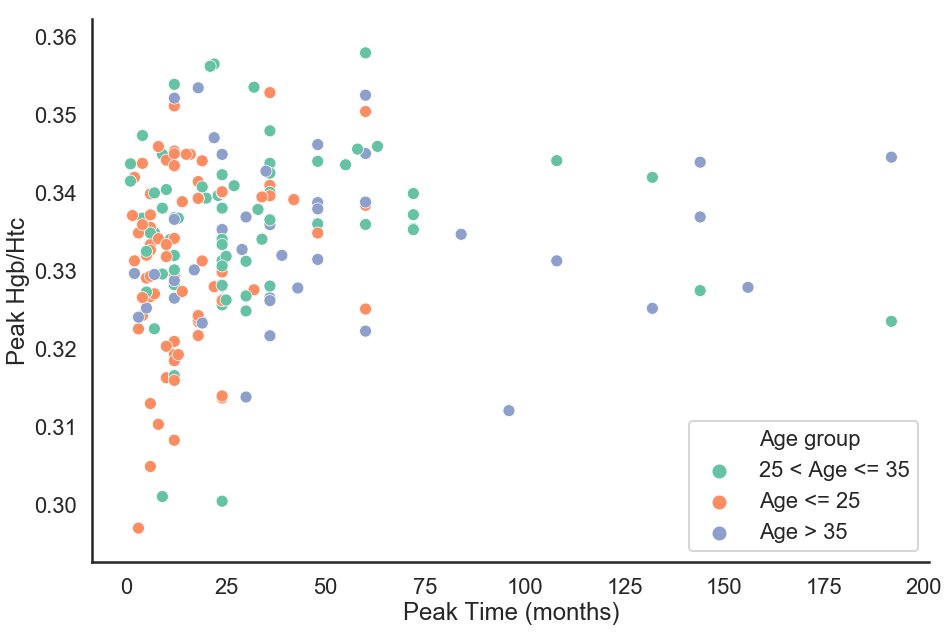 0.36
0.35
0.34
0.33
0.32
0.31
0.30
Peak Hgb/Htc
Age group
25 < Age <= 35
Age <= 25
Age > 35
0 25 50 75 100 125 150 175 200
Peak Time (months)